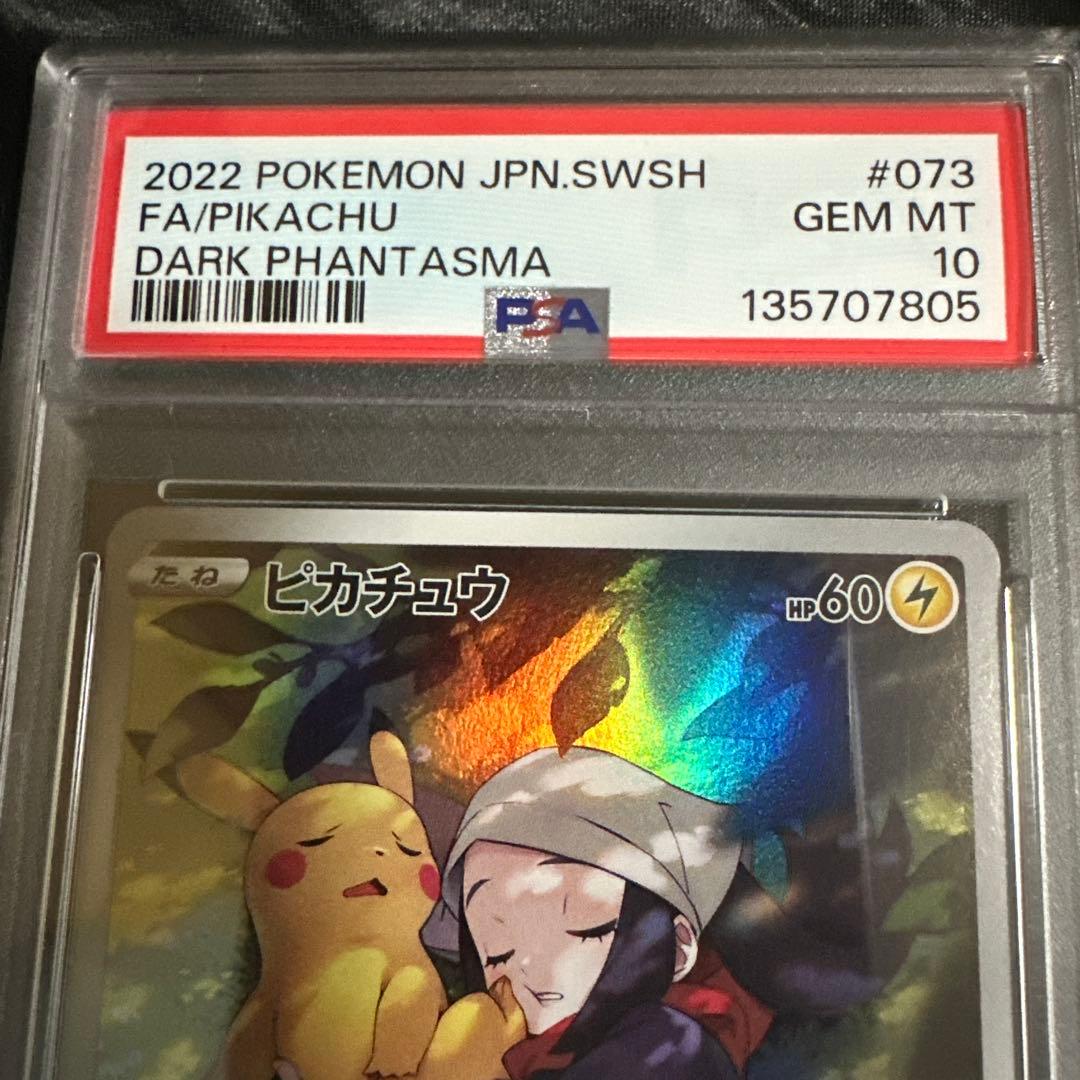 2022 POKEMON JPN.SWSH #073
FA/PIKACHU GEM MT
DARK PHANTASMA 10
PSA 135707805
たね ピカチュウ HP60